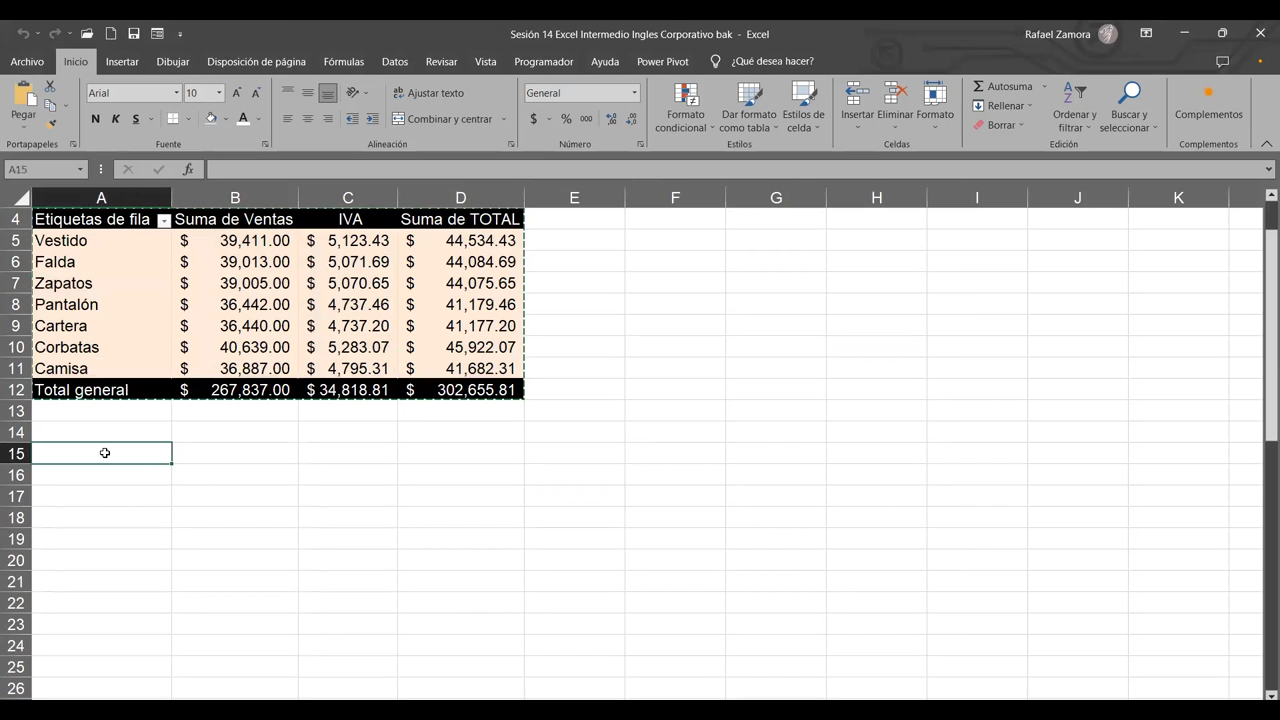 Sesión 14 Excel Intermedio Ingles Corporativo bak - Excel
Rafael Zamora
Archivo Inicio Insertar Dibujar Disposición de página Fórmulas Datos Revisar Vista Programador Ayuda Power Pivot ¿Qué desea hacer?
Pegar
Arial 10 A A
N K S A
Ajustar texto
Combinar y centrar
General
$ % 000
Formato condicional
Dar formato como tabla
Estilos de celda
Insertar Eliminar Formato
Autosuma
Rellenar
Borrar
Ordenar y filtrar
Buscar y seleccionar
Complementos
Portapapeles Fuente Alineación Número Estilos Celdas Edición Complementos
A15 fx
A B C D E F G H I J K
4 Etiquetas de fila Suma de Ventas IVA Suma de TOTAL
5 Vestido $ 39,411.00 $ 5,123.43 $ 44,534.43
6 Falda $ 39,013.00 $ 5,071.69 $ 44,084.69
7 Zapatos $ 39,005.00 $ 5,070.65 $ 44,075.65
8 Pantalón $ 36,442.00 $ 4,737.46 $ 41,179.46
9 Cartera $ 36,440.00 $ 4,737.20 $ 41,177.20
10 Corbatas $ 40,639.00 $ 5,283.07 $ 45,922.07
11 Camisa $ 36,887.00 $ 4,795.31 $ 41,682.31
12 Total general $ 267,837.00 $ 34,818.81 $ 302,655.81
13
14
15
16
17
18
19
20
21
22
23
24
25
26